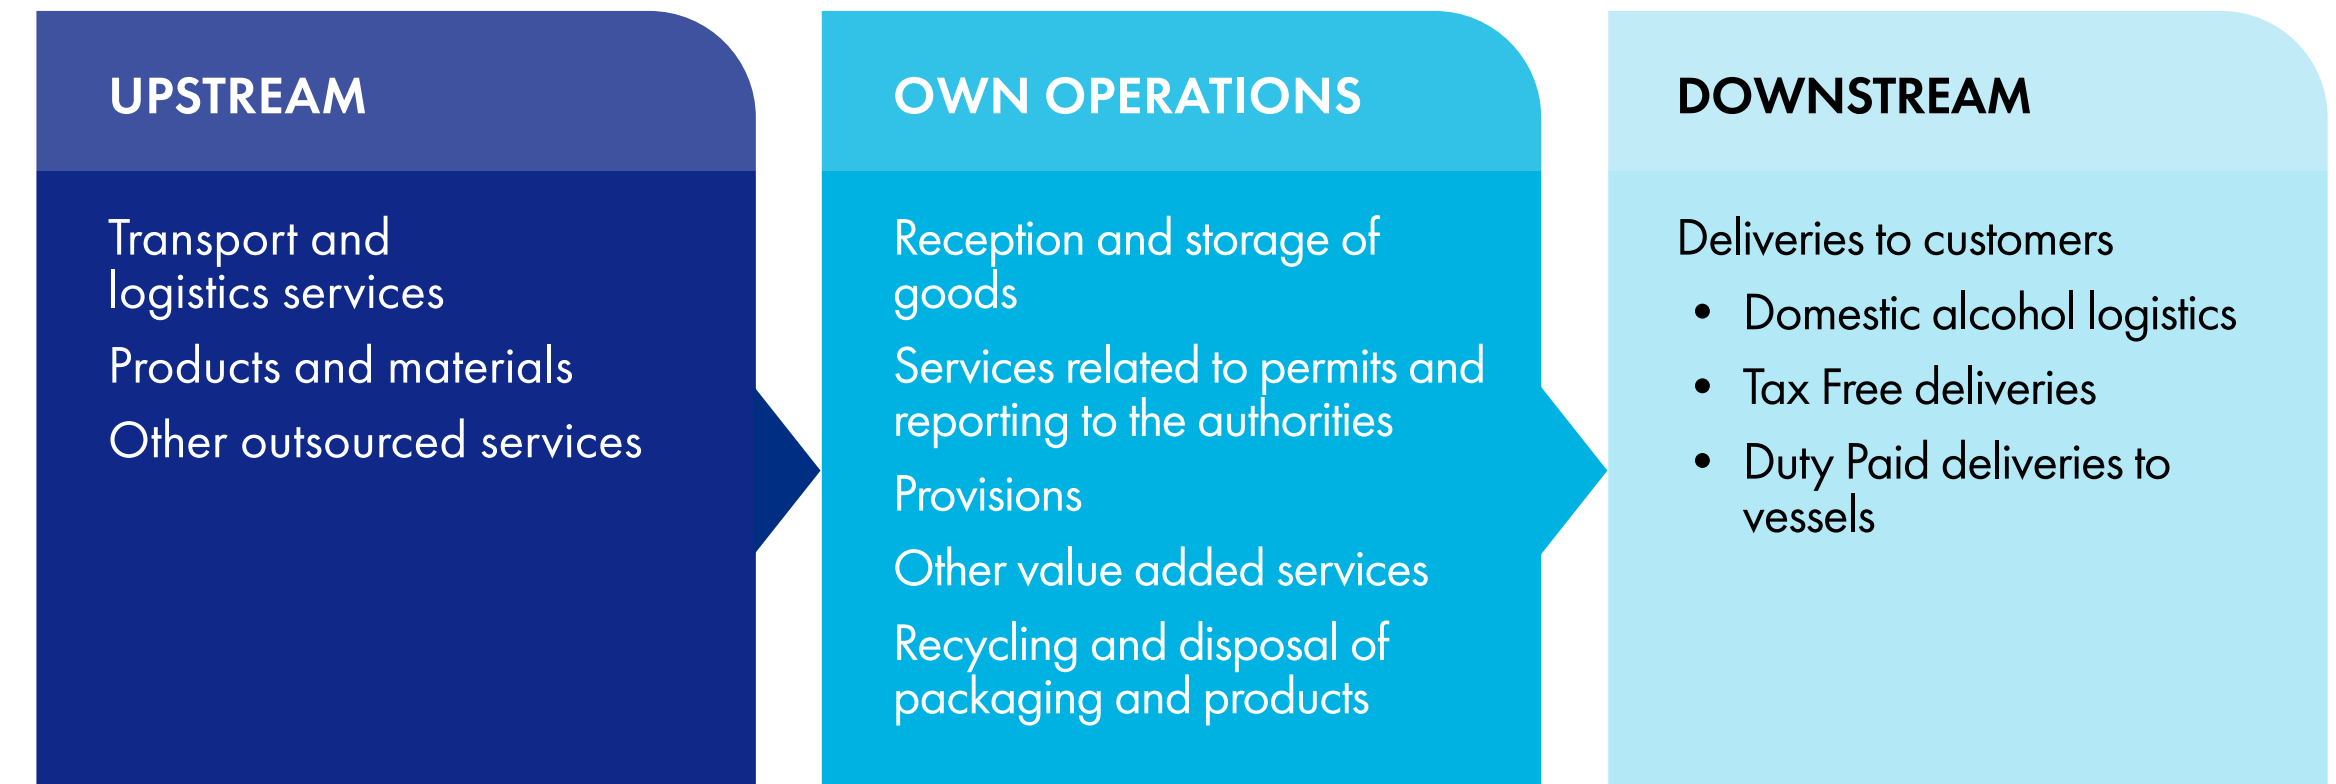 UPSTREAM
Transport and
logistics services
Products and materials
Other outsourced services
OWN OPERATIONS
Reception and storage of
goods
Services related to permits and
reporting to the authorities
Provisions
Other value added services
Recycling and disposal of
packaging and products
DOWNSTREAM
Deliveries to customers
• Domestic alcohol logistics
• Tax Free deliveries
• Duty Paid deliveries to
vessels